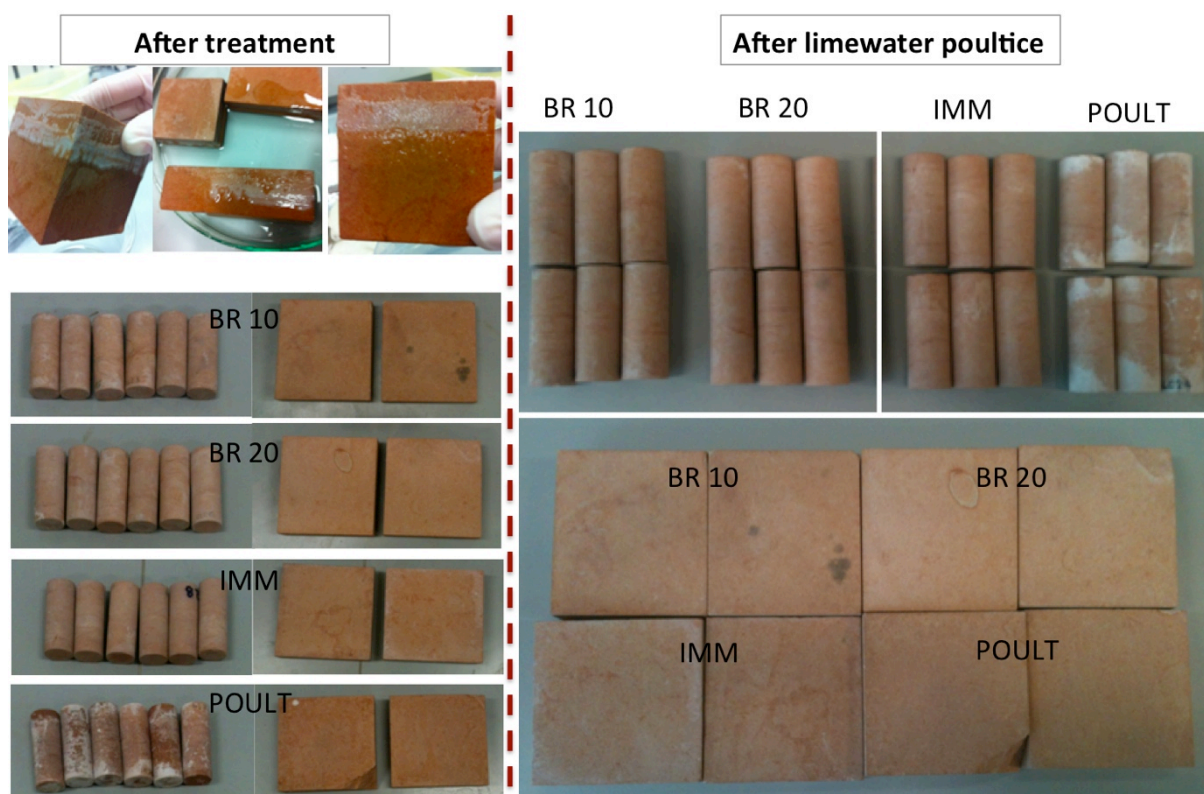 After treatment
After limewater poultice
BR 10
BR 20
IMM
POULT
BR 10
BR 20
IMM
POULT
BR 10
BR 20
IMM
POULT